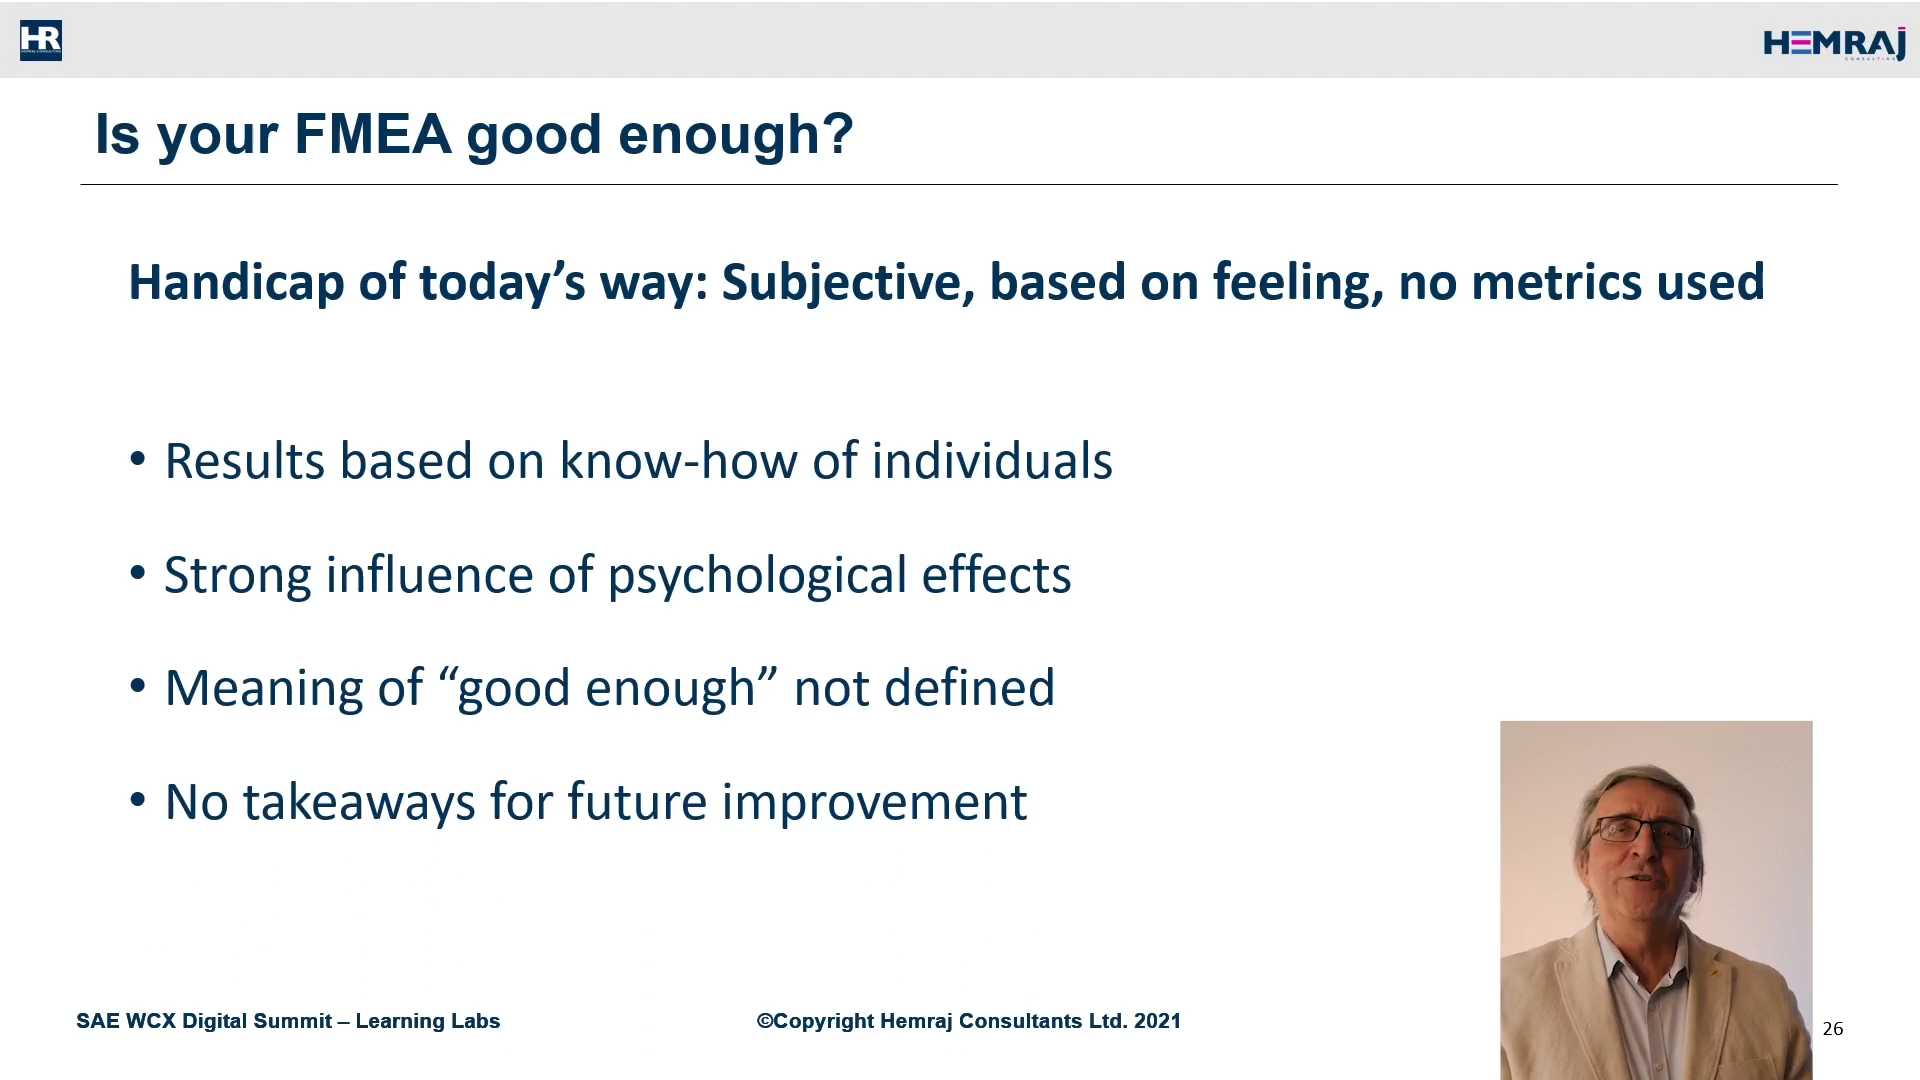 HR
HEMRAJ
CONSULTING
Is your FMEA good enough?
Handicap of today’s way: Subjective, based on feeling, no metrics used
• Results based on know-how of individuals
• Strong influence of psychological effects
• Meaning of “good enough” not defined
• No takeaways for future improvement
SAE WCX Digital Summit – Learning Labs
©Copyright Hemraj Consultants Ltd. 2021
26